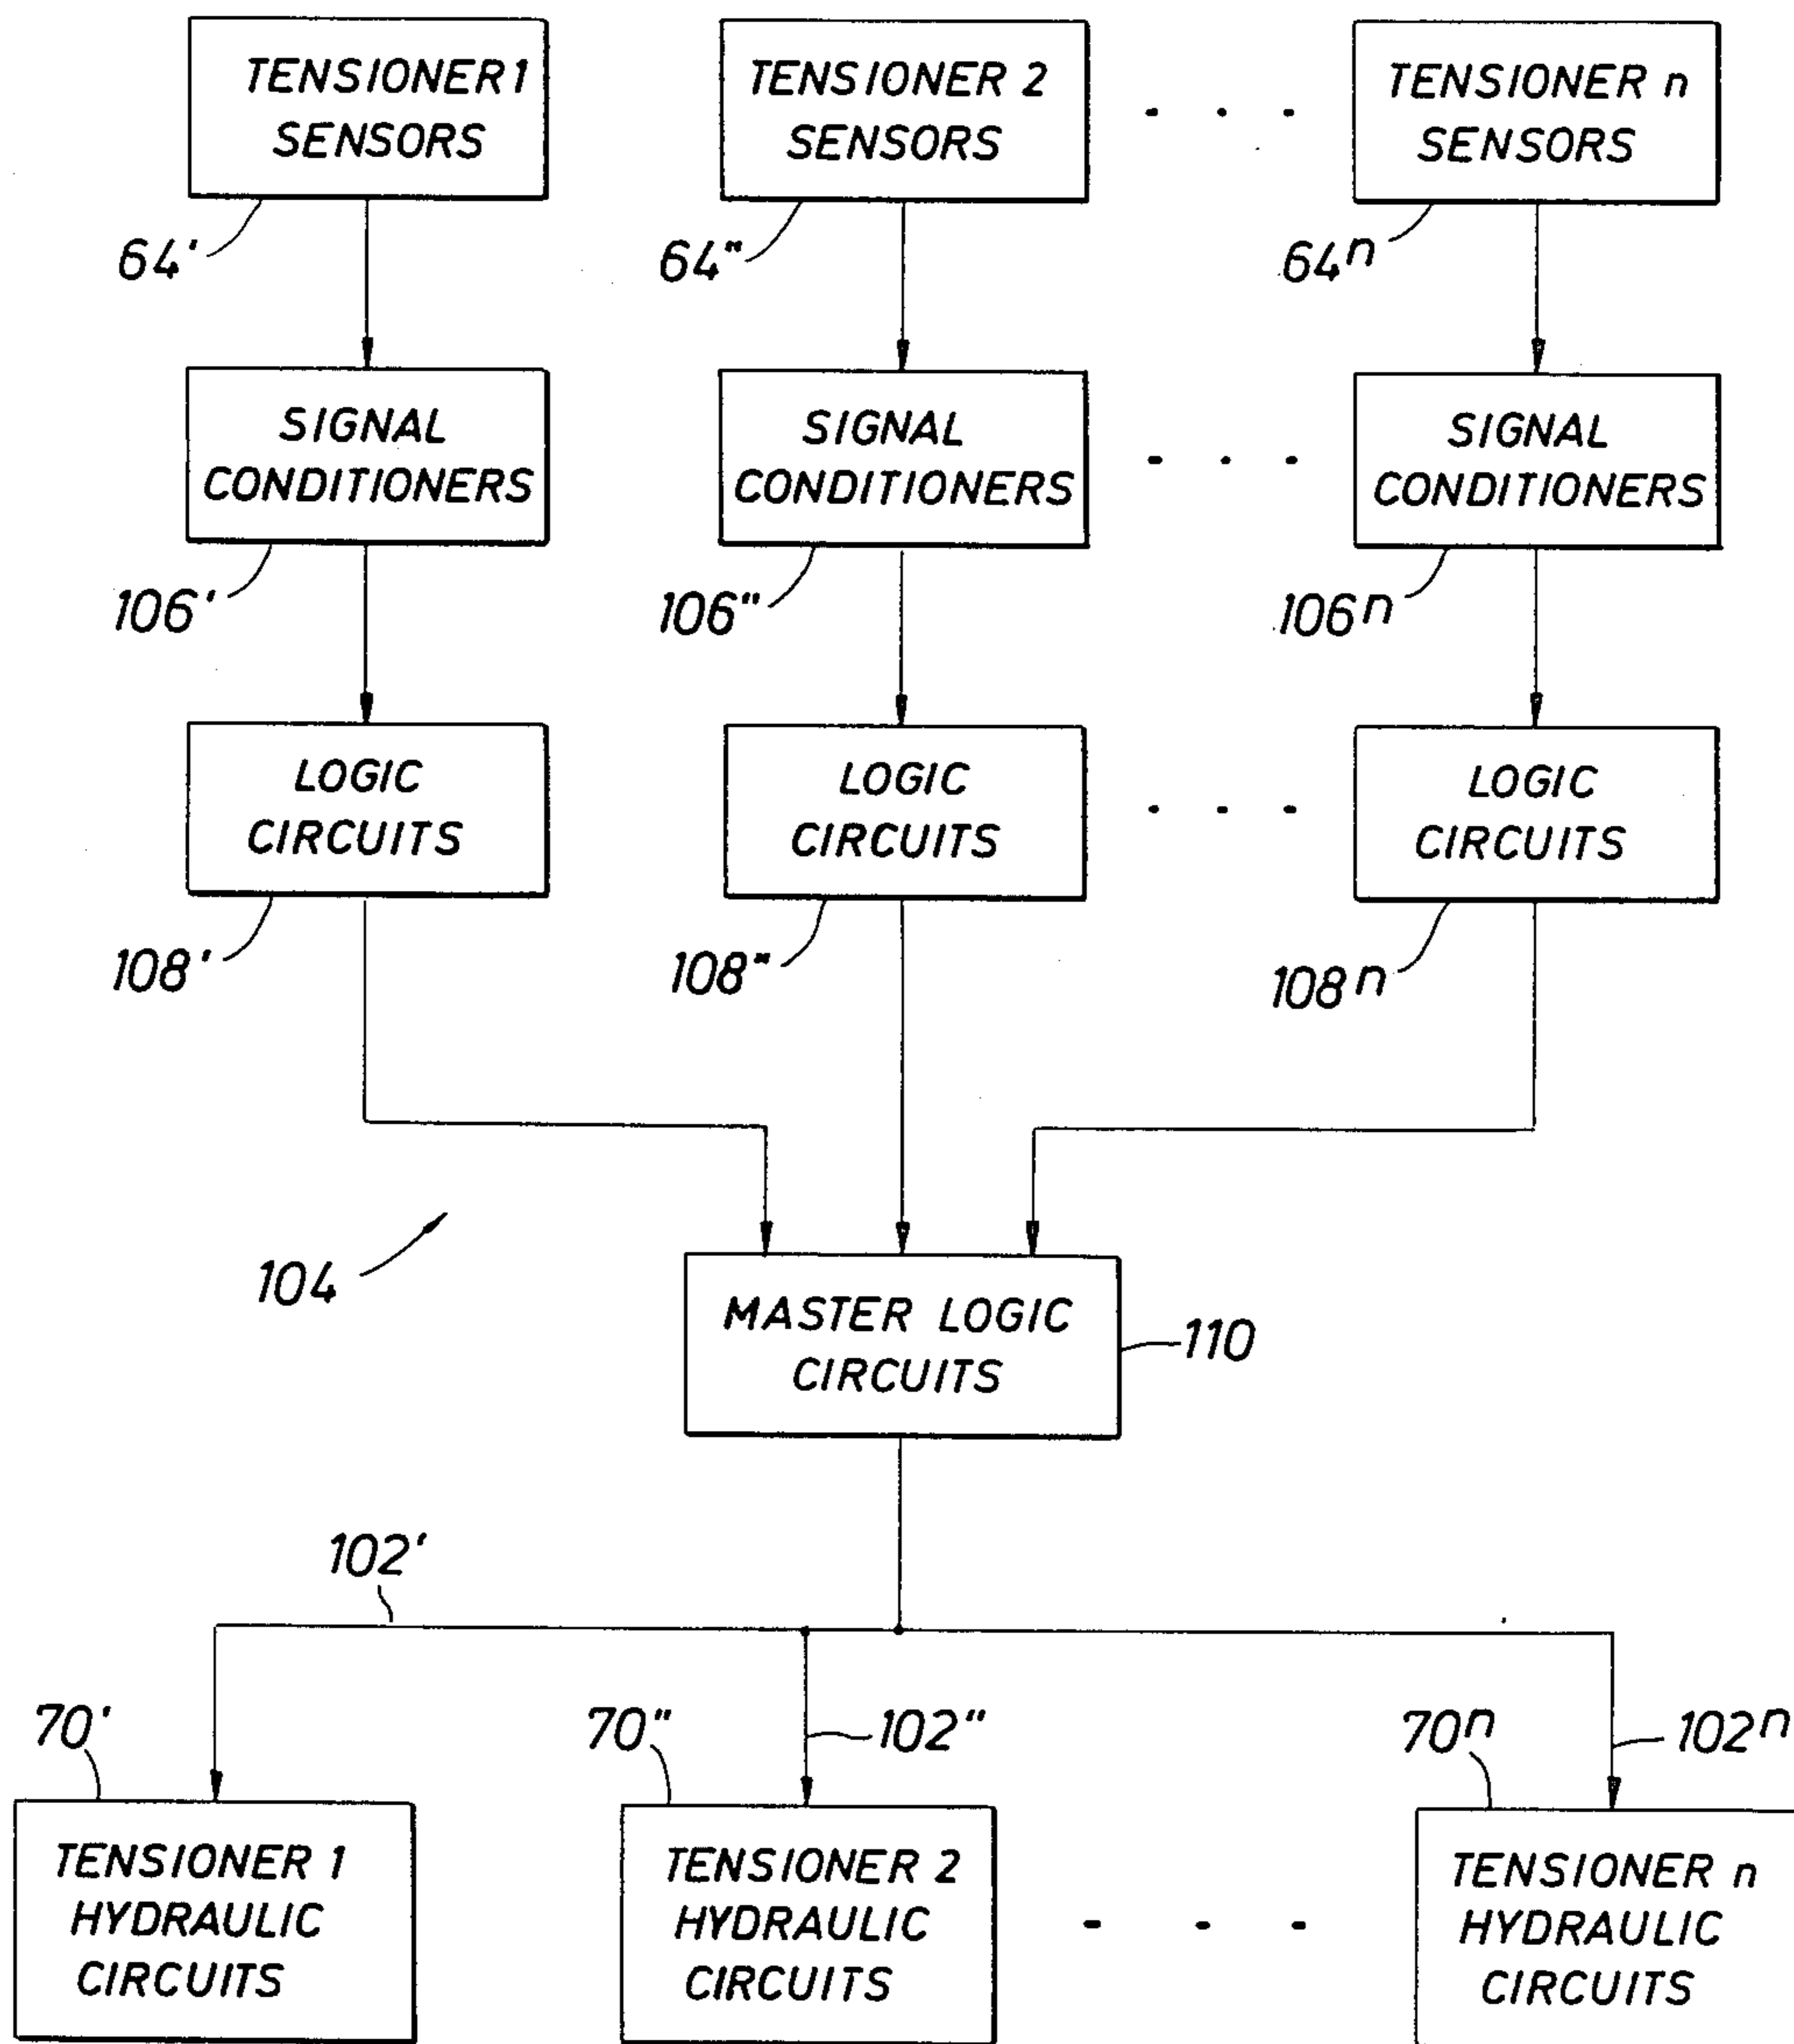 TENSIONER 1
SENSORS
TENSIONER 2
SENSORS
. . .
TENSIONER n
SENSORS
64'
64"
64n
SIGNAL
CONDITIONERS
SIGNAL
CONDITIONERS
. . .
SIGNAL
CONDITIONERS
106'
106"
106n
LOGIC
CIRCUITS
LOGIC
CIRCUITS
. . .
LOGIC
CIRCUITS
108'
108"
108n
104
MASTER LOGIC
CIRCUITS
110
102'
70'
70"
102"
70n
102n
TENSIONER 1
HYDRAULIC
CIRCUITS
TENSIONER 2
HYDRAULIC
CIRCUITS
. . .
TENSIONER n
HYDRAULIC
CIRCUITS